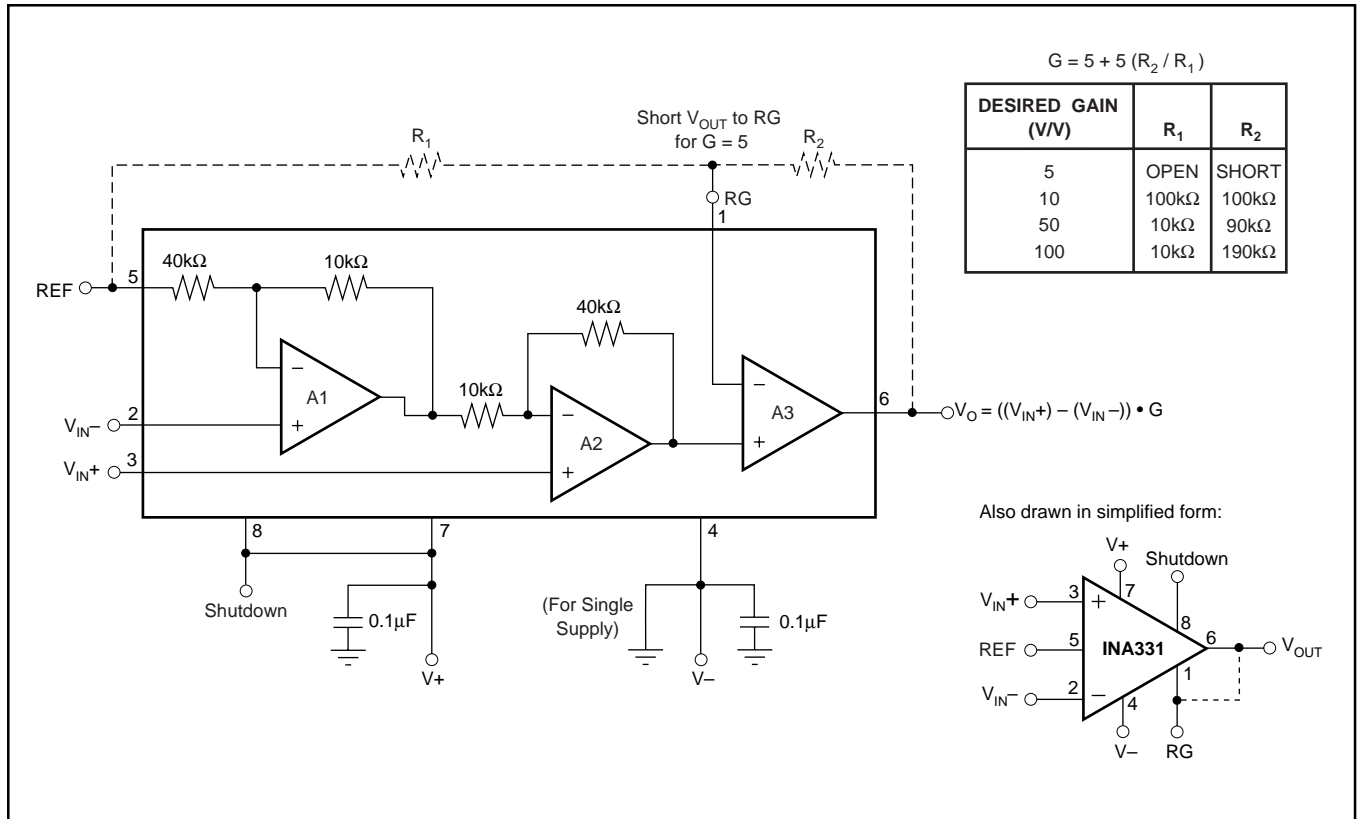 G = 5 + 5 (R2 / R1)
DESIRED GAIN
(V/V) R1 R2
5 OPEN SHORT
10 100kΩ 100kΩ
50 10kΩ 90kΩ
100 10kΩ 190kΩ
Short VOUT to RG
for G = 5
R1
R2
RG
1
40kΩ
10kΩ
REF
5
40kΩ
10kΩ
−
A1
+
−
A2
+
−
A3
+
6
VO = ((VIN+) − (VIN−)) • G
VIN−
2
VIN+
3
8
7
4
Shutdown
0.1µF
V+
(For Single
Supply)
0.1µF
V−
Also drawn in simplified form:
V+
Shutdown
VIN+
3
+
7
8
REF
5
INA331
6
VOUT
VIN−
2
−
4
1
V−
RG